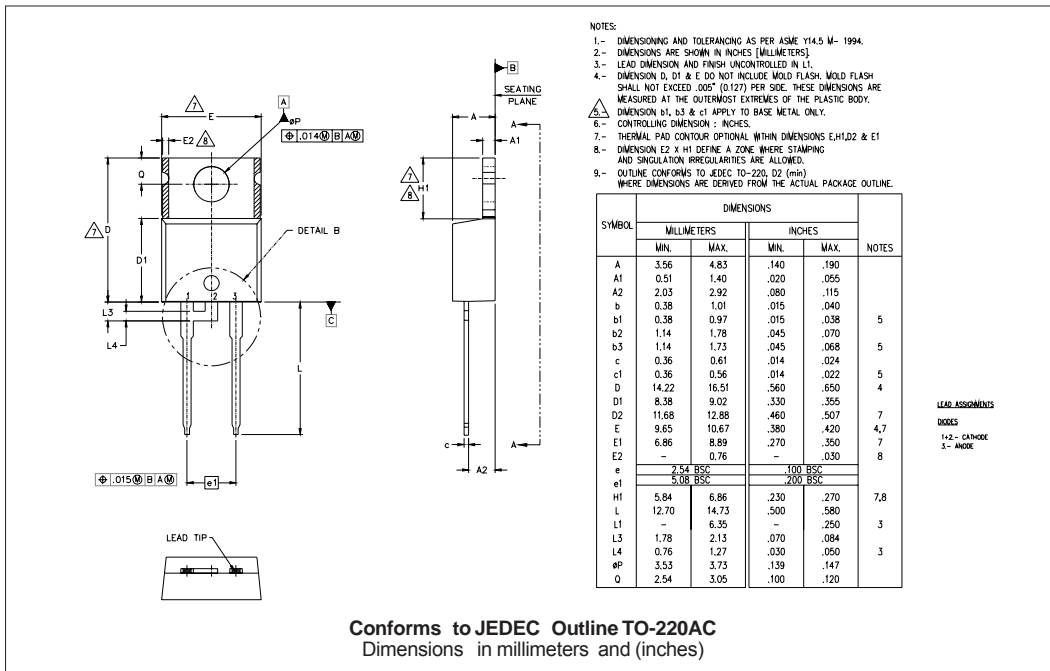 NOTES:
1.- DIMENSIONING AND TOLERANCING AS PER ASME Y14.5 M- 1994.
2.- DIMENSIONS ARE SHOWN IN INCHES [MILLIMETERS].
3.- LEAD DIMENSION AND FINISH UNCONTROLLED IN L1.
4.- DIMENSION D, D1 & E DO NOT INCLUDE MOLD FLASH. MOLD FLASH
SHALL NOT EXCEED .005" (0.127) PER SIDE. THESE DIMENSIONS ARE
MEASURED AT THE OUTERMOST EXTREMES OF THE PLASTIC BODY.
5.- DIMENSION b1, b3 & c1 APPLY TO BASE METAL ONLY.
6.- CONTROLLING DIMENSION : INCHES.
7.- THERMAL PAD CONTOUR OPTIONAL WITHIN DIMENSIONS E,H1,D2 & E1
8.- DIMENSION E2 X H1 DEFINE A ZONE WHERE STAMPING
AND SINGULATION IRREGULARITIES ARE ALLOWED.
9.- OUTLINE CONFORMS TO JEDEC TO-220, D2 (min)
WHERE DIMENSIONS ARE DERIVED FROM THE ACTUAL PACKAGE OUTLINE.
7
E
A
øP
⌖ .014Ⓜ B AⓂ
E2 8
Q
7 D
D1
DETAIL B
1 2 3
L3
L4
C
L
⌖ .015Ⓜ B AⓂ
e1
LEAD TIP
B
SEATING
PLANE
A
A
A1
7
8
H1
c
A2
A
SYMBOL DIMENSIONS NOTES
MILLIMETERS INCHES
MIN. MAX. MIN. MAX.
A 3.56 4.83 .140 .190
A1 0.51 1.40 .020 .055
A2 2.03 2.92 .080 .115
b 0.38 1.01 .015 .040
b1 0.38 0.97 .015 .038 5
b2 1.14 1.78 .045 .070
b3 1.14 1.73 .045 .068 5
c 0.36 0.61 .014 .024
c1 0.36 0.56 .014 .022 5
D 14.22 16.51 .560 .650 4
D1 8.38 9.02 .330 .355
D2 11.68 12.88 .460 .507 7
E 9.65 10.67 .380 .420 4,7
E1 6.86 8.89 .270 .350 7
E2 – 0.76 – .030 8
e 2.54 BSC .100 BSC
e1 5.08 BSC .200 BSC
H1 5.84 6.86 .230 .270 7,8
L 12.70 14.73 .500 .580
L1 – 6.35 – .250 3
L3 1.78 2.13 .070 .084
L4 0.76 1.27 .030 .050 3
øP 3.53 3.73 .139 .147
Q 2.54 3.05 .100 .120
LEAD ASSIGNMENTS
DIODES
1+2.- CATHODE
3.- ANODE
Conforms to JEDEC Outline TO-220AC
Dimensions in millimeters and (inches)